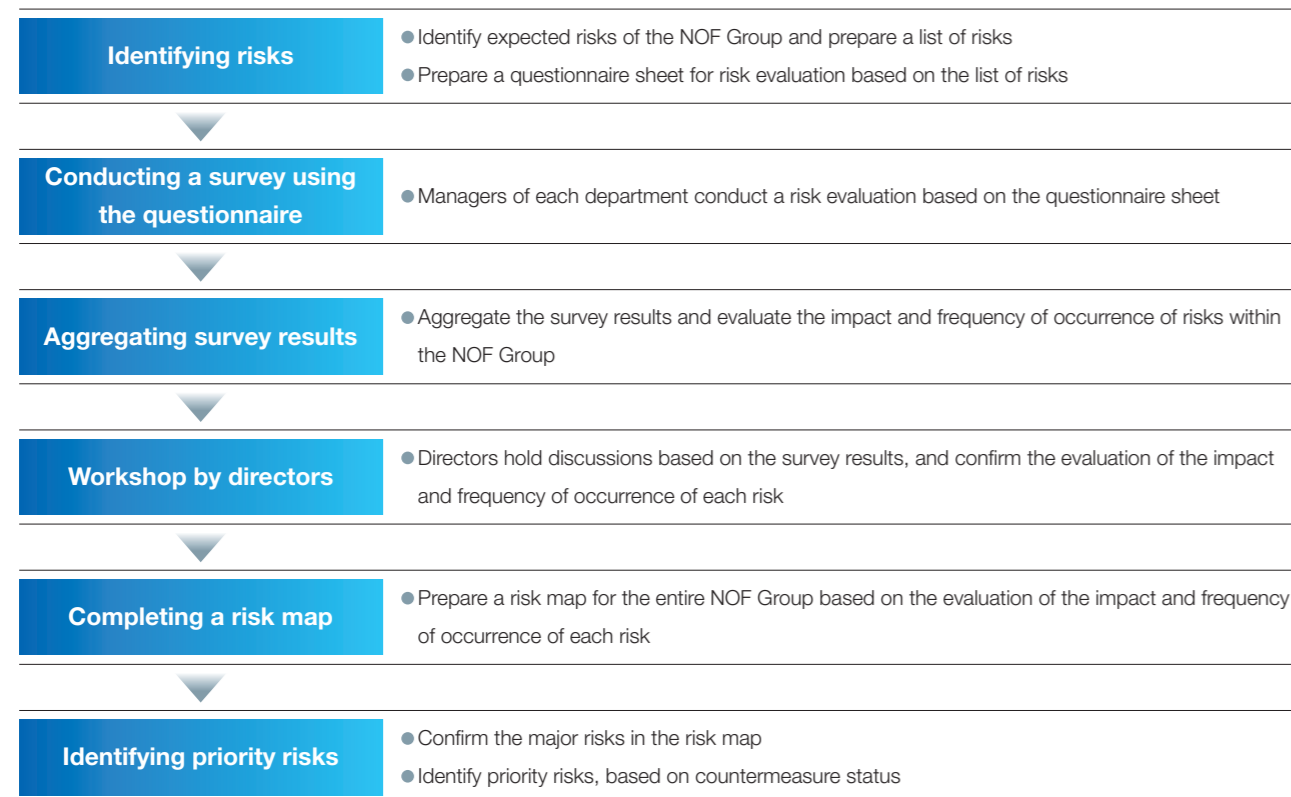 Identifying risks
● Identify expected risks of the NOF Group and prepare a list of risks
● Prepare a questionnaire sheet for risk evaluation based on the list of risks
Conducting a survey using
the questionnaire
● Managers of each department conduct a risk evaluation based on the questionnaire sheet
Aggregating survey results
● Aggregate the survey results and evaluate the impact and frequency of occurrence of risks within
the NOF Group
Workshop by directors
● Directors hold discussions based on the survey results, and confirm the evaluation of the impact
and frequency of occurrence of each risk
Completing a risk map
● Prepare a risk map for the entire NOF Group based on the evaluation of the impact and frequency
of occurrence of each risk
Identifying priority risks
● Confirm the major risks in the risk map
● Identify priority risks, based on countermeasure status